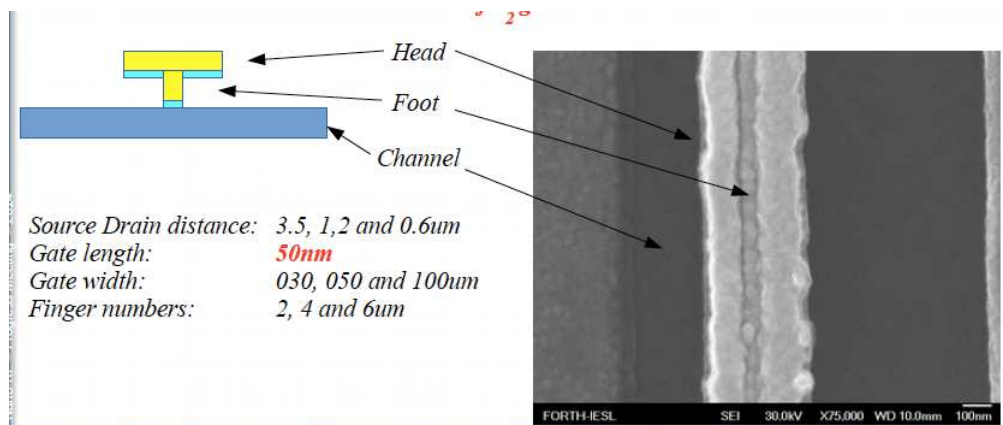 Head
Foot
Channel
Source Drain distance: 3.5, 1,2 and 0.6um
Gate length: 50nm
Gate width: 030, 050 and 100um
Finger numbers: 2, 4 and 6um
FORTH-IESL SEI 30.0kV X75,000 WD 10.0mm 100nm